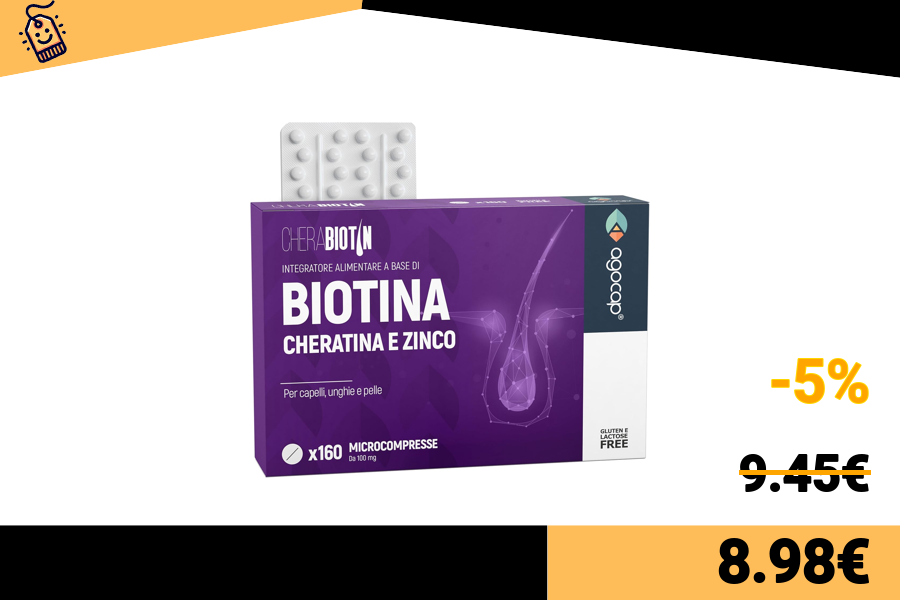 CHERABIOTIN
INTEGRATORE ALIMENTARE A BASE DI
BIOTINA
CHERATINA E ZINCO
Per capelli, unghie e pelle
x160 MICROCOMPRESSE
Da 100 mg
agocap®
GLUTEN E
LACTOSE
FREE
-5%
9.45€
8.98€